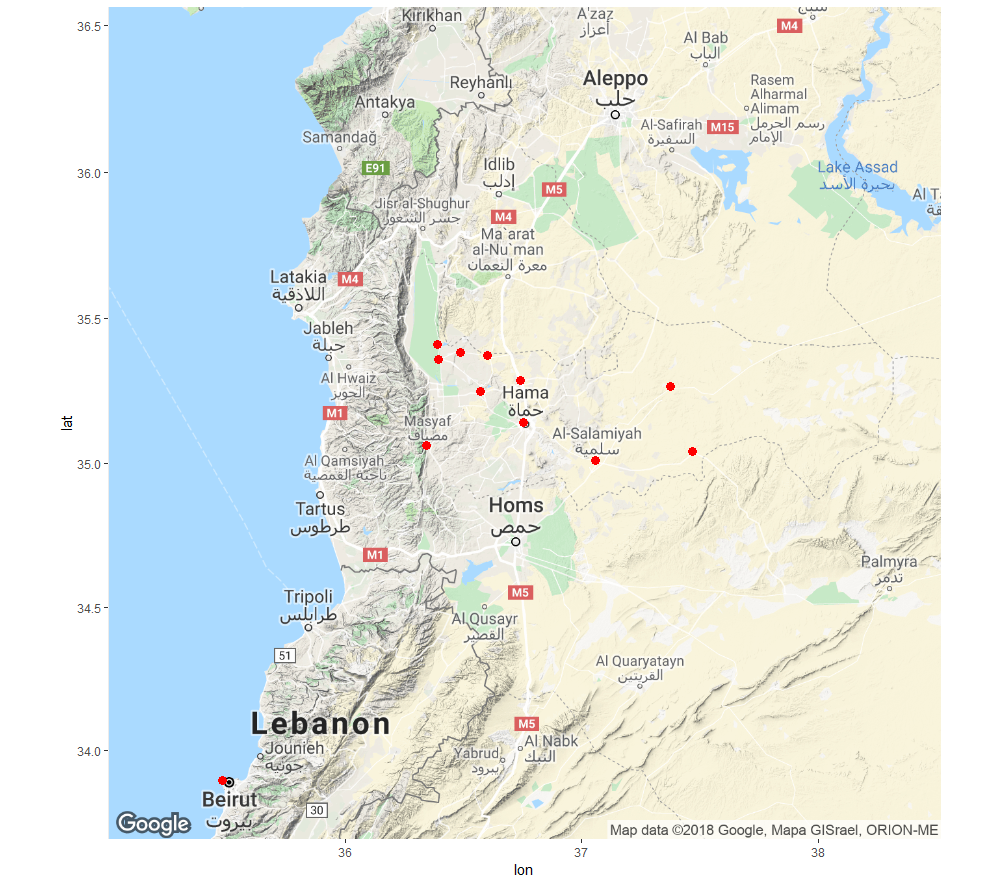 Kirikhan
A'zaz
أعزاز
M4
Al Bab
الباب
Reyhanlı
Aleppo
حلب
Rasem
Alharmal
Alimam
رسم الحرمل
الإمام
Antakya
Al-Safirah
السفيرة
M15
Samandağ
E91
Idlib
إدلب
M5
Lake Assad
بحيرة الأسد
Jisr al-Shughur
جسر الشغور
M4
Ma`arat
al-Nu`man
معرة النعمان
Latakia
اللاذقية
M4
Jableh
جبلة
Al Hwaiz
الحويز
M1
Masyaf
مصياف
Hama
حماة
Al-Salamiyah
سلمية
Al Qamsiyah
ناحية القمصية
Tartus
طرطوس
Homs
حمص
M1
Palmyra
تدمر
Tripoli
طرابلس
M5
Al Qusayr
القصير
51
Al Quaryatayn
القريتين
Lebanon
M5
Jounieh
جونيه
Yabrud
يبرود
Al Nabk
النبك
Beirut
بيروت
30
Google
Map data ©2018 Google, Mapa GISrael, ORION-ME
36.5
36.0
35.5
35.0
34.5
34.0
lat
36
37
38
lon